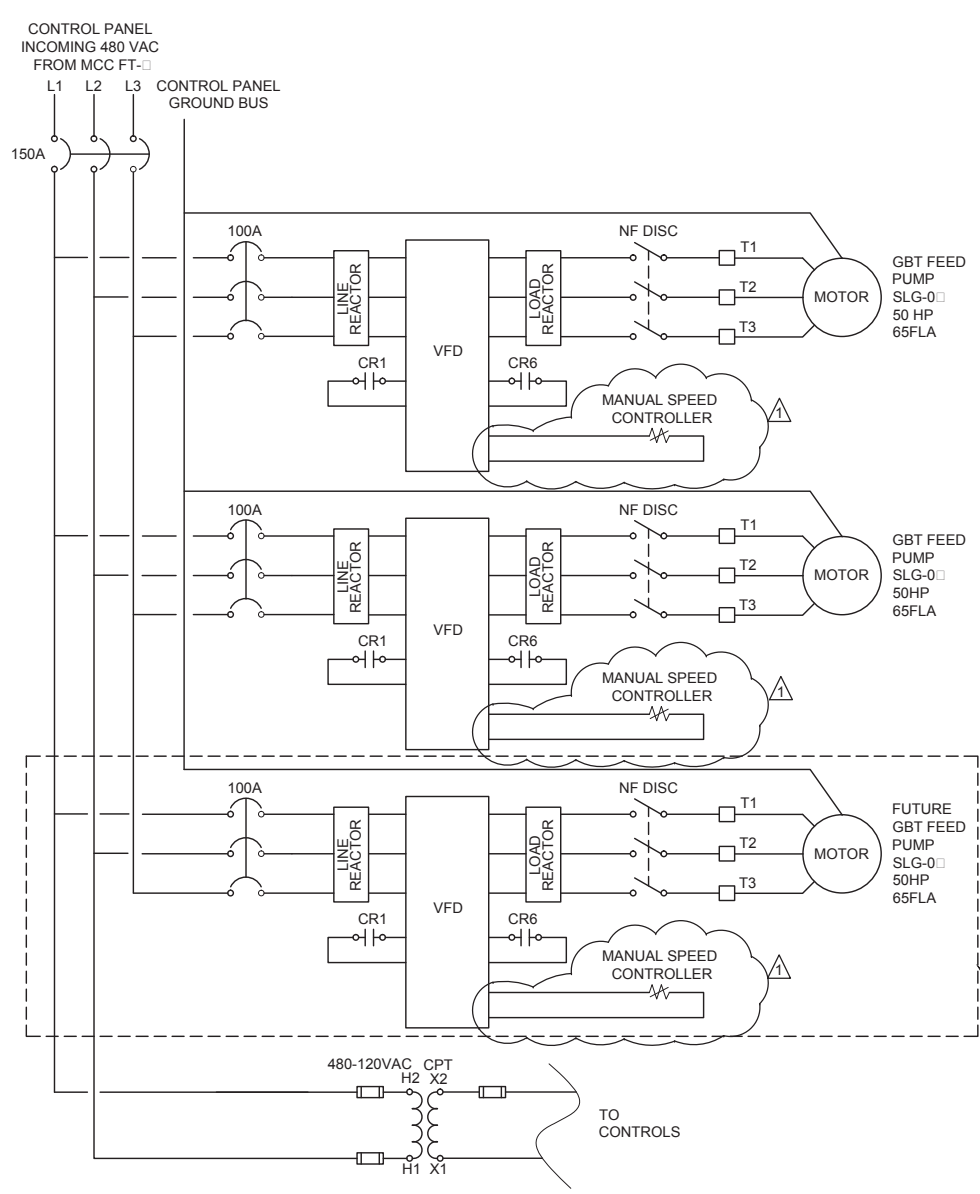 CONTROL PANEL
INCOMING 480 VAC
FROM MCC FT-□
L1 L2 L3
CONTROL PANEL
GROUND BUS
150A
100A
LINE
REACTOR
VFD
LOAD
REACTOR
NF DISC
T1
T2
T3
MOTOR
GBT FEED
PUMP
SLG-0□
50 HP
65FLA
CR1
CR6
MANUAL SPEED
CONTROLLER
1
100A
LINE
REACTOR
VFD
LOAD
REACTOR
NF DISC
T1
T2
T3
MOTOR
GBT FEED
PUMP
SLG-0□
50HP
65FLA
CR1
CR6
MANUAL SPEED
CONTROLLER
1
100A
LINE
REACTOR
VFD
LOAD
REACTOR
NF DISC
T1
T2
T3
MOTOR
FUTURE
GBT FEED
PUMP
SLG-0□
50HP
65FLA
CR1
CR6
MANUAL SPEED
CONTROLLER
1
480-120VAC CPT
H2 X2
H1 X1
TO
CONTROLS